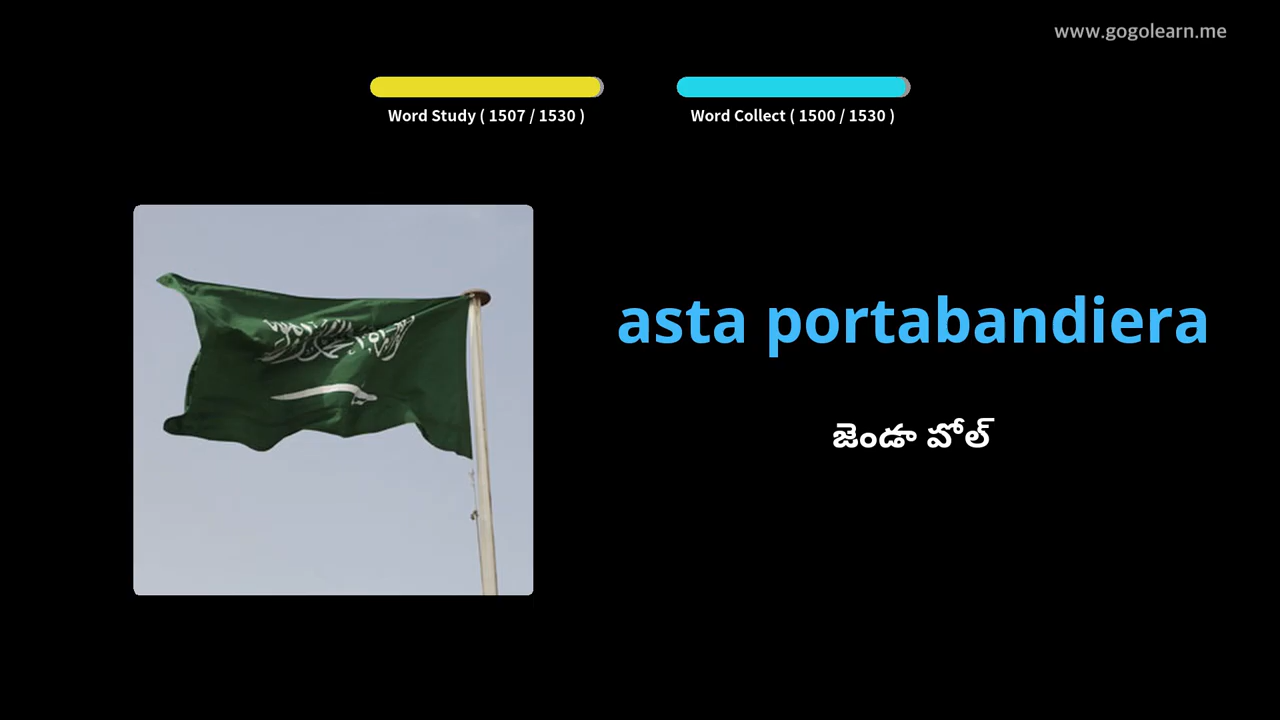 www.gogolearn.me
Word Study ( 1507 / 1530 )
Word Collect ( 1500 / 1530 )
asta portabandiera
జెండా పోల్